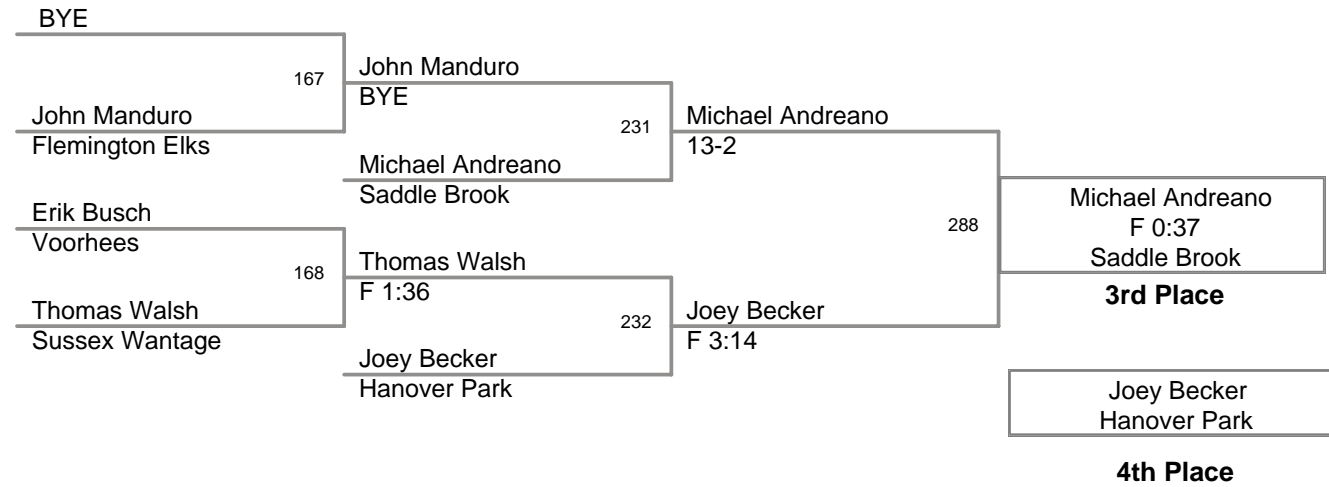 BYE
167
John Manduro
Flemington Elks
John Manduro
BYE
231
Michael Andreano
Saddle Brook
Michael Andreano
13-2
Erik Busch
Voorhees
168
Thomas Walsh
Sussex Wantage
Thomas Walsh
F 1:36
232
Joey Becker
Hanover Park
Joey Becker
F 3:14
288
Michael Andreano
F 0:37
Saddle Brook
3rd Place
Joey Becker
Hanover Park
4th Place